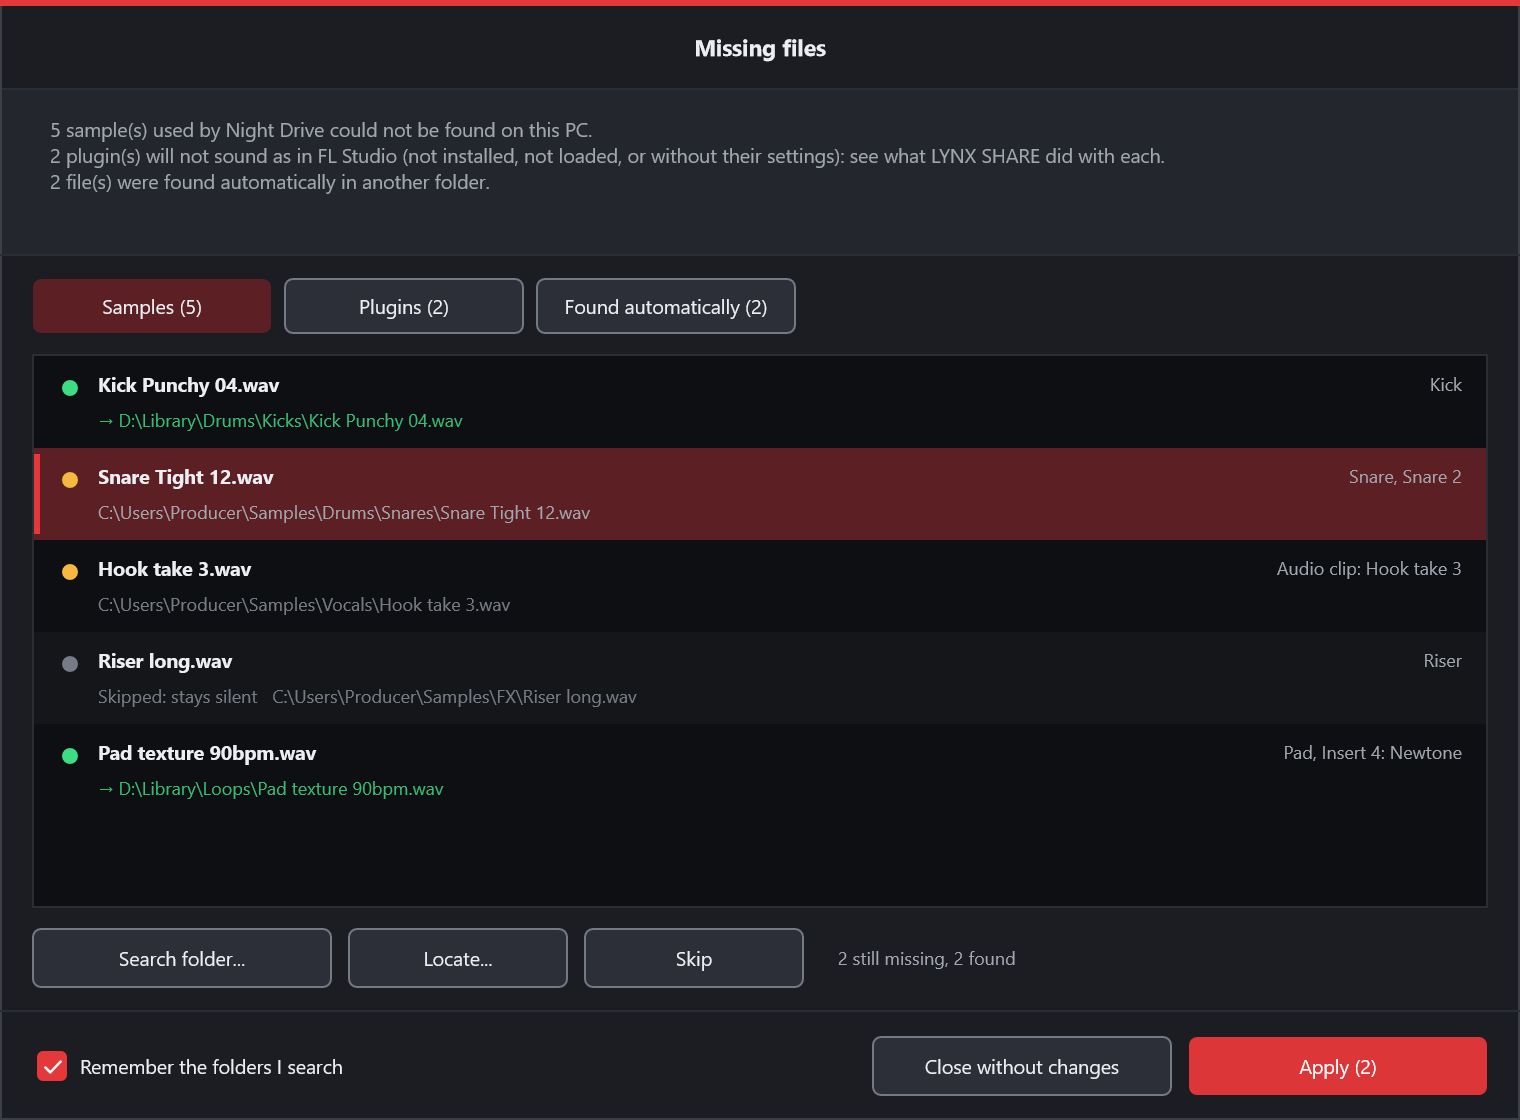 Missing files
5 sample(s) used by Night Drive could not be found on this PC.
2 plugin(s) will not sound as in FL Studio (not installed, not loaded, or without their settings): see what LYNX SHARE did with each.
2 file(s) were found automatically in another folder.
Samples (5)
Plugins (2)
Found automatically (2)
Kick Punchy 04.wav
Kick
→ D:\Library\Drums\Kicks\Kick Punchy 04.wav
Snare Tight 12.wav
Snare, Snare 2
C:\Users\Producer\Samples\Drums\Snares\Snare Tight 12.wav
Hook take 3.wav
Audio clip: Hook take 3
C:\Users\Producer\Samples\Vocals\Hook take 3.wav
Riser long.wav
Riser
Skipped: stays silent C:\Users\Producer\Samples\FX\Riser long.wav
Pad texture 90bpm.wav
Pad, Insert 4: Newtone
→ D:\Library\Loops\Pad texture 90bpm.wav
Search folder...
Locate...
Skip
2 still missing, 2 found
Remember the folders I search
Close without changes
Apply (2)